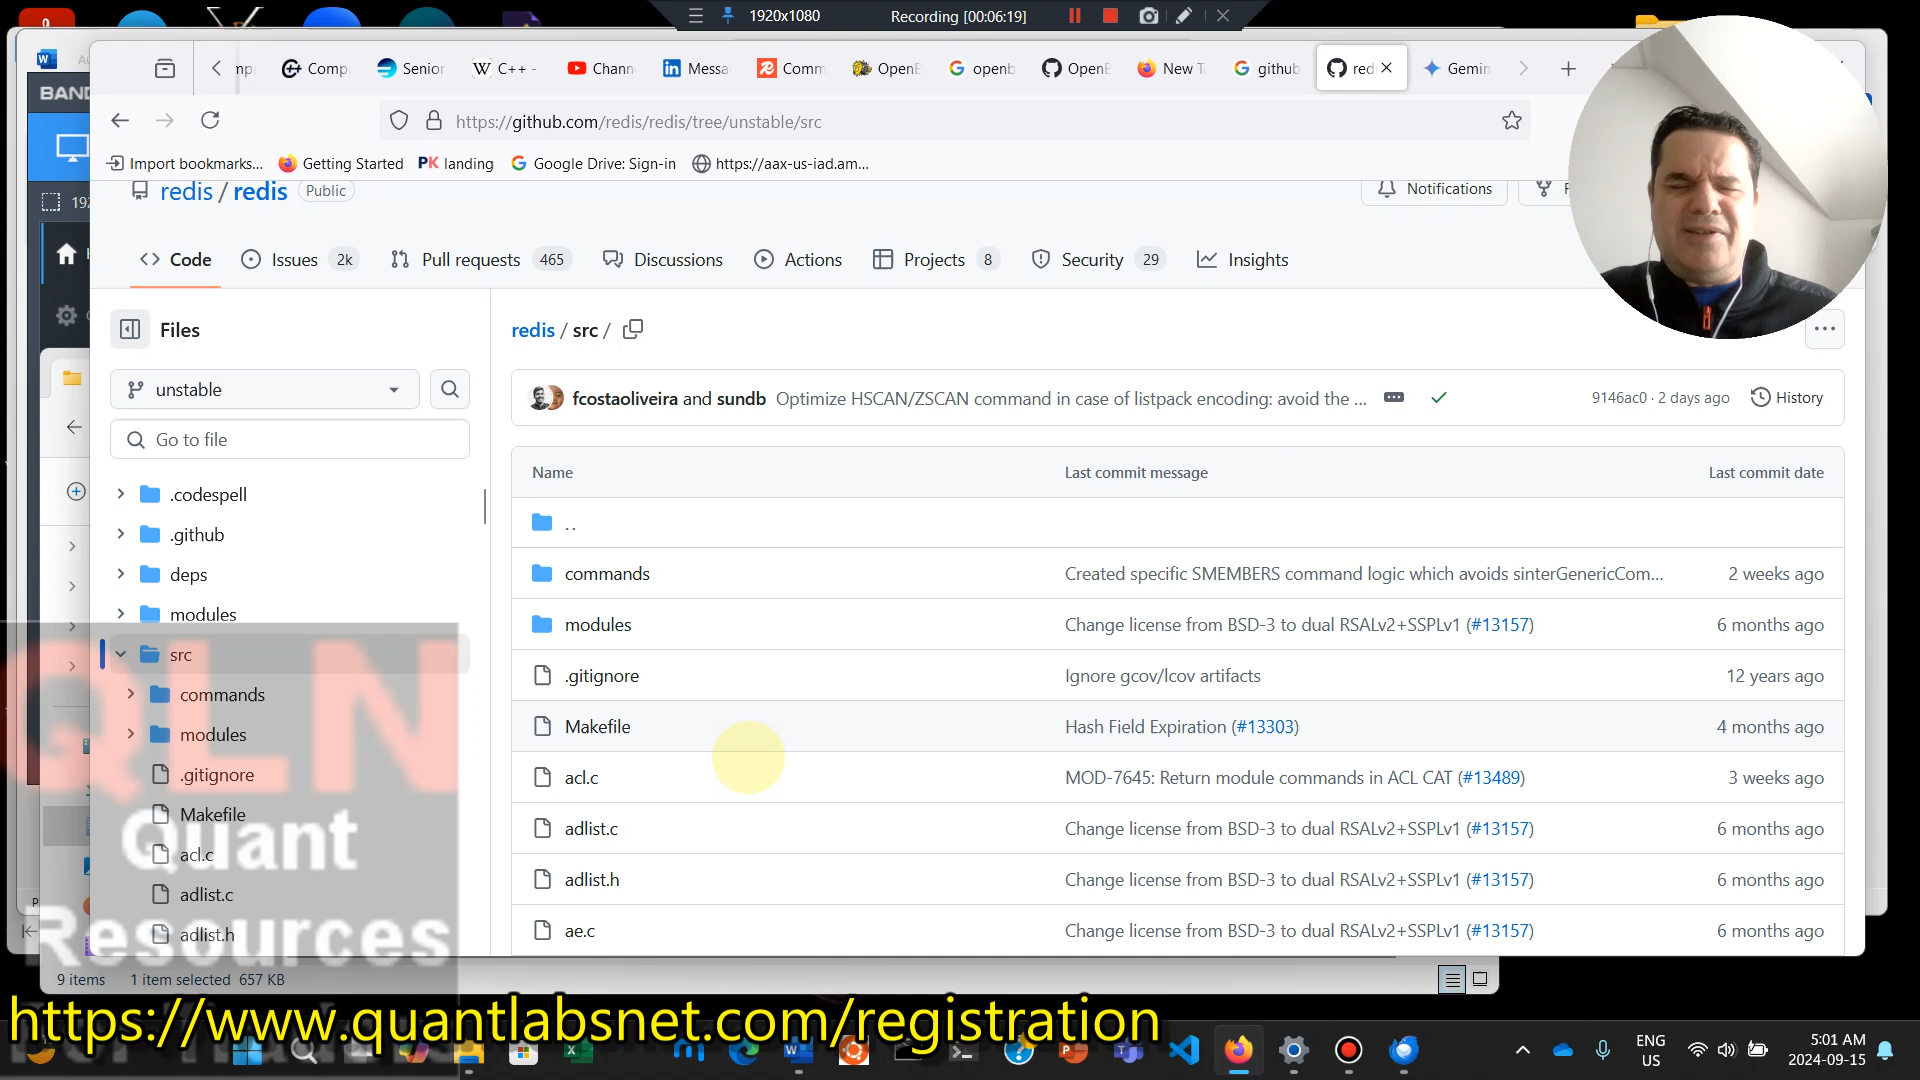 1920x1080
Recording [00:06:19]
Comp
Senior
C++ -
Chann
Messa
Comm
OpenB
openb
OpenB
New T
github
red
Gemin
BAND
https://github.com/redis/redis/tree/unstable/src
Import bookmarks...
Getting Started
PK landing
Google Drive: Sign-in
https://aax-us-iad.am...
redis / redis
Public
Notifications
Code
Issues 2k
Pull requests 465
Discussions
Actions
Projects 8
Security 29
Insights
Files
redis / src /
unstable
fcostaoliveira and sundb Optimize HSCAN/ZSCAN command in case of listpack encoding: avoid the ...
9146ac0 · 2 days ago
History
Go to file
Name
Last commit message
Last commit date
.codespell
.github
deps
modules
src
commands
modules
.gitignore
Makefile
acl.c
adlist.c
adlist.h
..
commands
Created specific SMEMBERS command logic which avoids sinterGenericCom...
2 weeks ago
modules
Change license from BSD-3 to dual RSALv2+SSPLv1 (#13157)
6 months ago
.gitignore
Ignore gcov/lcov artifacts
12 years ago
Makefile
Hash Field Expiration (#13303)
4 months ago
acl.c
MOD-7645: Return module commands in ACL CAT (#13489)
3 weeks ago
adlist.c
Change license from BSD-3 to dual RSALv2+SSPLv1 (#13157)
6 months ago
adlist.h
Change license from BSD-3 to dual RSALv2+SSPLv1 (#13157)
6 months ago
ae.c
Change license from BSD-3 to dual RSALv2+SSPLv1 (#13157)
6 months ago
QLN
Quant
Resources
9 items
1 item selected 657 KB
https://www.quantlabsnet.com/registration
ENG
US
5:01 AM
2024-09-15